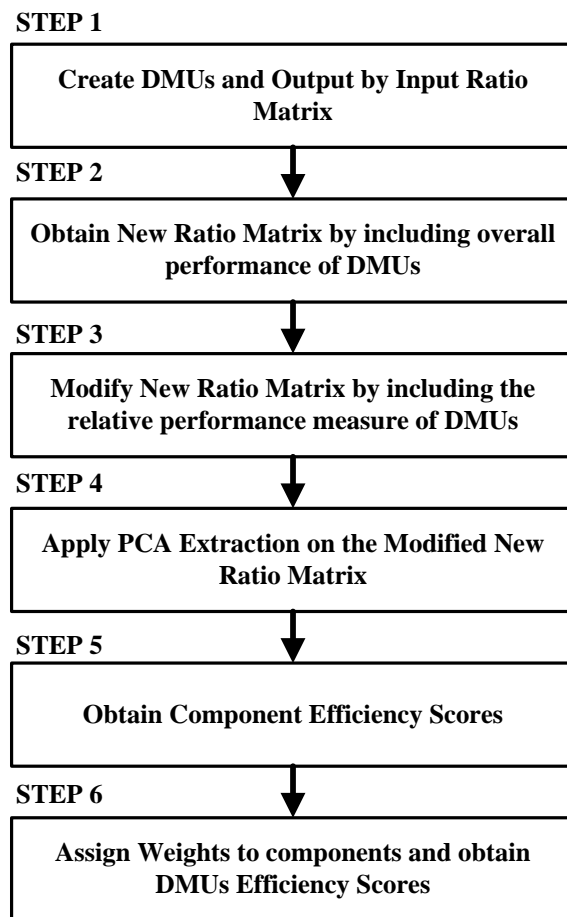 STEP 1
Create DMUs and Output by Input Ratio
Matrix
STEP 2
Obtain New Ratio Matrix by including overall
performance of DMUs
STEP 3
Modify New Ratio Matrix by including the
relative performance measure of DMUs
STEP 4
Apply PCA Extraction on the Modified New
Ratio Matrix
STEP 5
Obtain Component Efficiency Scores
STEP 6
Assign Weights to components and obtain
DMUs Efficiency Scores